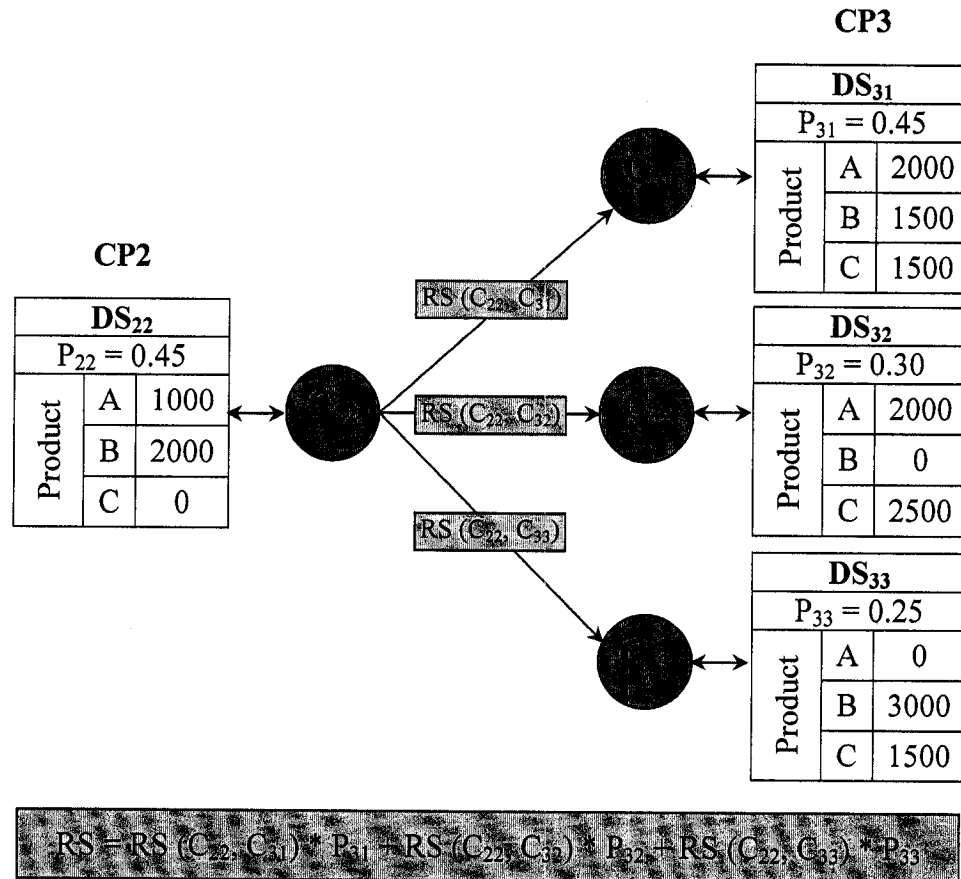 CP3
DS31
P31 = 0.45
Product
A 2000
B 1500
C 1500
CP2
DS22
P22 = 0.45
Product
A 1000
B 2000
C 0
RS (C22, C31)
RS (C22, C32)
RS (C22, C33)
DS32
P32 = 0.30
Product
A 2000
B 0
C 2500
DS33
P33 = 0.25
Product
A 0
B 3000
C 1500
RS = RS (C22, C31) * P31 + RS (C22, C32) * P32 + RS (C22, C33) * P33